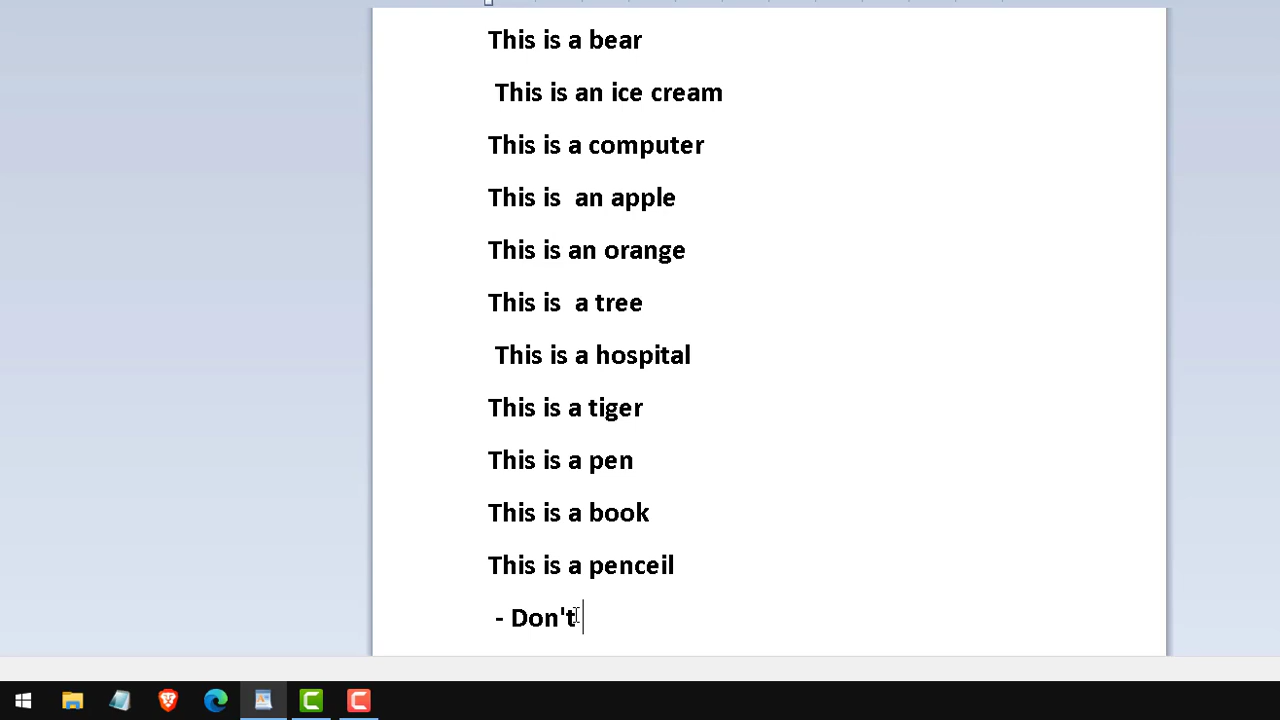 This is a bear
This is an ice cream
This is a computer
This is  an apple
This is an orange
This is  a tree
This is a hospital
This is a tiger
This is a pen
This is a book
This is a penceil
- Don't